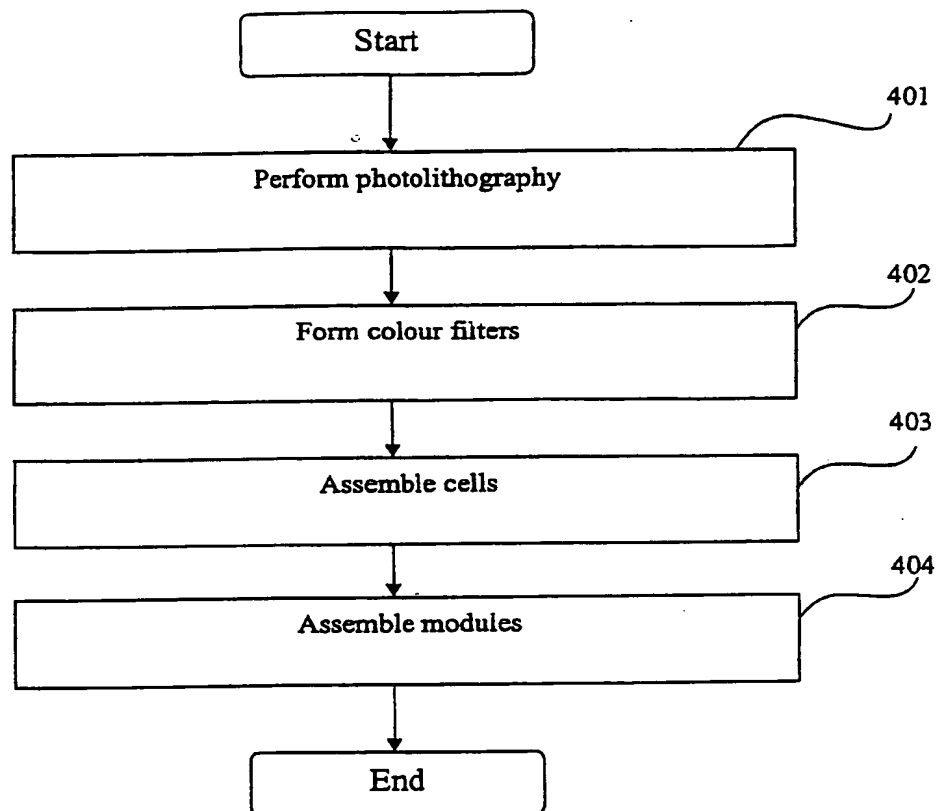 Start
401
Perform photolithography
402
Form colour filters
403
Assemble cells
404
Assemble modules
End